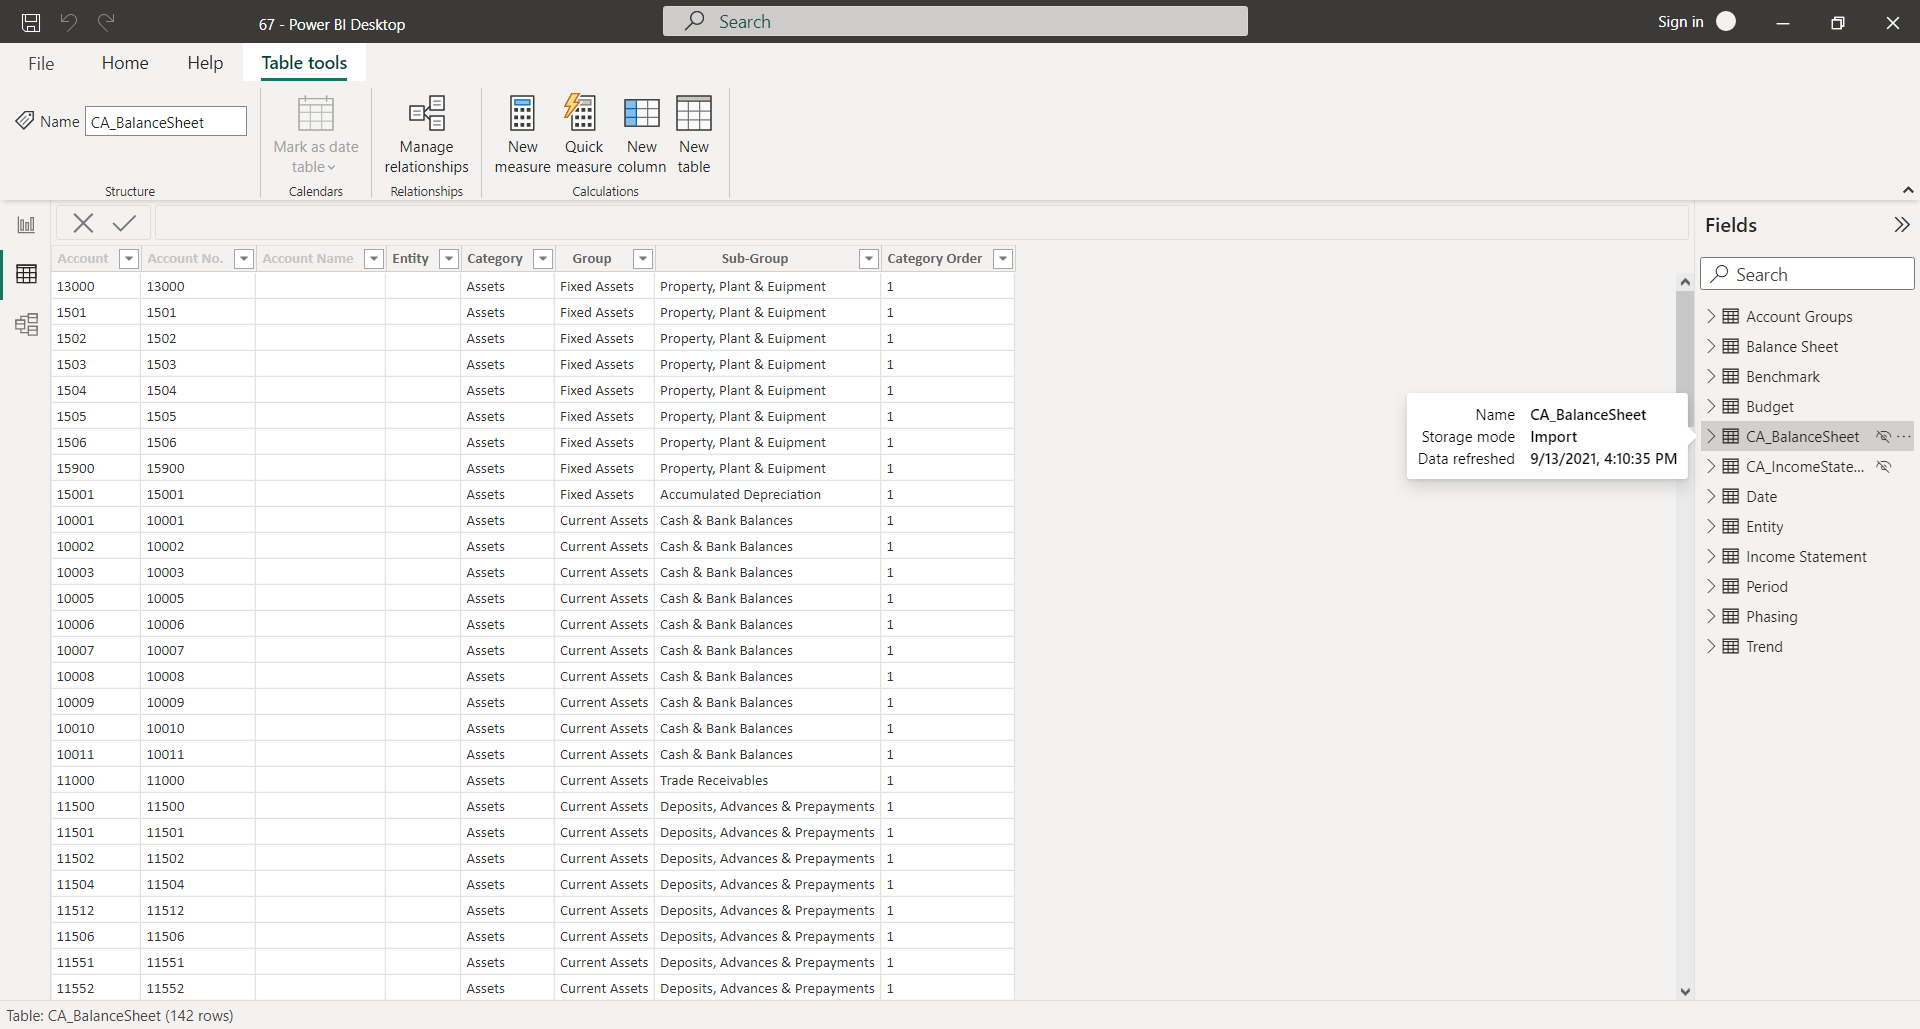 67 - Power BI Desktop
Search
Sign in
File
Home
Help
Table tools
Name
CA_BalanceSheet
Structure
Mark as date table
Calendars
Manage relationships
Relationships
New measure
Quick measure
New column
New table
Calculations
Account Account No. Account Name Entity Category Group Sub-Group Category Order
13000 13000 Assets Fixed Assets Property, Plant & Euipment 1
1501 1501 Assets Fixed Assets Property, Plant & Euipment 1
1502 1502 Assets Fixed Assets Property, Plant & Euipment 1
1503 1503 Assets Fixed Assets Property, Plant & Euipment 1
1504 1504 Assets Fixed Assets Property, Plant & Euipment 1
1505 1505 Assets Fixed Assets Property, Plant & Euipment 1
1506 1506 Assets Fixed Assets Property, Plant & Euipment 1
15900 15900 Assets Fixed Assets Property, Plant & Euipment 1
15001 15001 Assets Fixed Assets Accumulated Depreciation 1
10001 10001 Assets Current Assets Cash & Bank Balances 1
10002 10002 Assets Current Assets Cash & Bank Balances 1
10003 10003 Assets Current Assets Cash & Bank Balances 1
10005 10005 Assets Current Assets Cash & Bank Balances 1
10006 10006 Assets Current Assets Cash & Bank Balances 1
10007 10007 Assets Current Assets Cash & Bank Balances 1
10008 10008 Assets Current Assets Cash & Bank Balances 1
10009 10009 Assets Current Assets Cash & Bank Balances 1
10010 10010 Assets Current Assets Cash & Bank Balances 1
10011 10011 Assets Current Assets Cash & Bank Balances 1
11000 11000 Assets Current Assets Trade Receivables 1
11500 11500 Assets Current Assets Deposits, Advances & Prepayments 1
11501 11501 Assets Current Assets Deposits, Advances & Prepayments 1
11502 11502 Assets Current Assets Deposits, Advances & Prepayments 1
11504 11504 Assets Current Assets Deposits, Advances & Prepayments 1
11512 11512 Assets Current Assets Deposits, Advances & Prepayments 1
11506 11506 Assets Current Assets Deposits, Advances & Prepayments 1
11551 11551 Assets Current Assets Deposits, Advances & Prepayments 1
11552 11552 Assets Current Assets Deposits, Advances & Prepayments 1
Name CA_BalanceSheet
Storage mode Import
Data refreshed 9/13/2021, 4:10:35 PM
Fields
Search
Account Groups
Balance Sheet
Benchmark
Budget
CA_BalanceSheet
CA_IncomeState...
Date
Entity
Income Statement
Period
Phasing
Trend
Table: CA_BalanceSheet (142 rows)